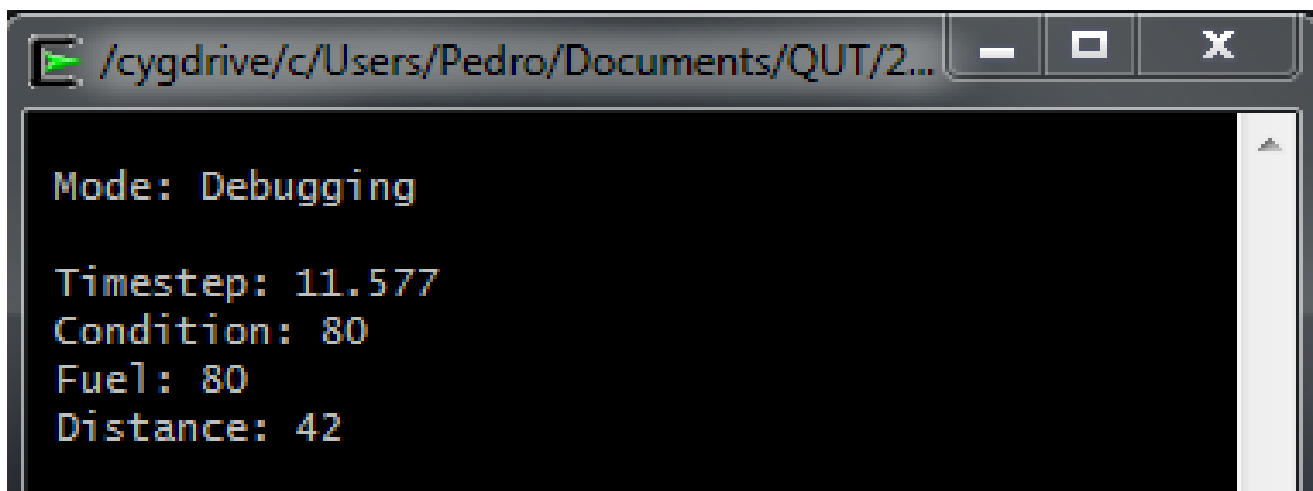 /cygdrive/c/Users/Pedro/Documents/QUT/2...
Mode: Debugging
Timestep: 11.577
Condition: 80
Fuel: 80
Distance: 42